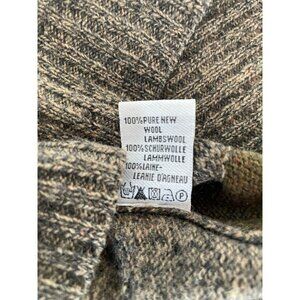 100%PURE NEW
WOOL
LAMBSWOOL
100%SCHURWOLLE
LAMMWOLLE
100%LAINE-
LEANIE D'AGNEAU
P